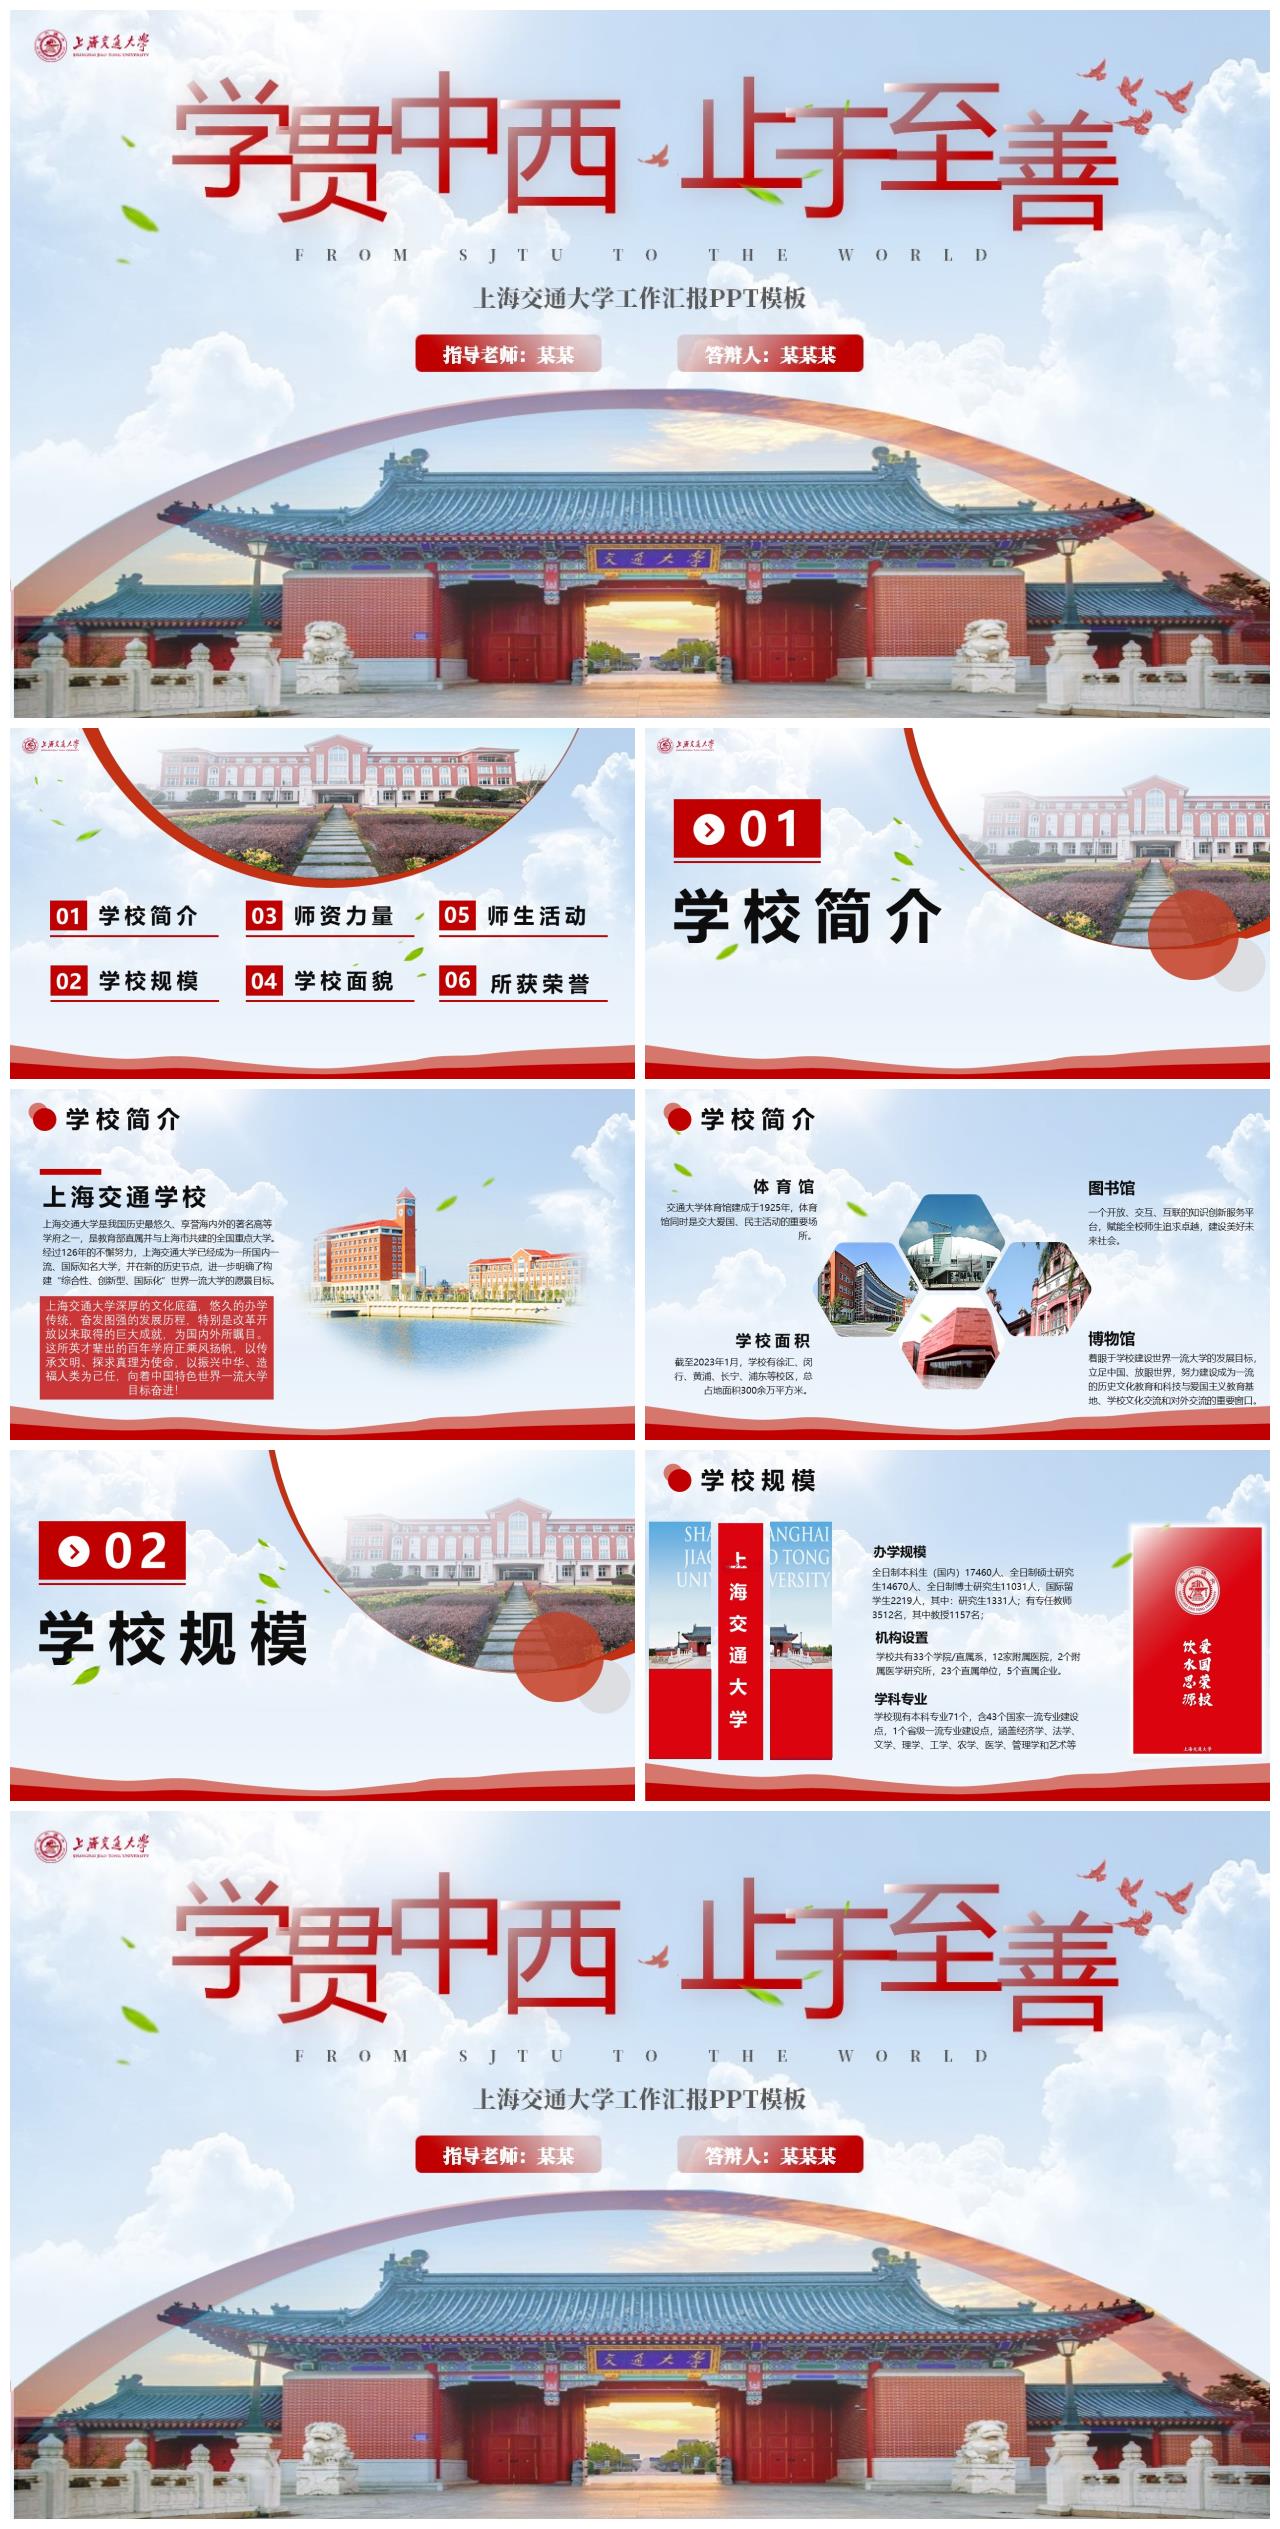 上海交通大学
SHANGHAI JIAO TONG UNIVERSITY
学贯中西 止于至善
FROM SJTU TO THE WORLD
上海交通大学工作汇报PPT模板
指导老师：某某
答辩人：某某某
交通大学
上海交通大学
01 学校简介
03 师资力量
05 师生活动
02 学校规模
04 学校面貌
06 所获荣誉
上海交通大学
01
学校简介
学校简介
上海交通学校
上海交通大学是我国历史最悠久、享誉海内外的著名高等
学府之一，是教育部直属并与上海市共建的全国重点大学。
经过126年的不懈努力，上海交通大学已经成为一所国内一
流、国际知名大学，并在新的历史节点，进一步明确了构
建“综合性、创新型、国际化”世界一流大学的愿景目标。
上海交通大学深厚的文化底蕴，悠久的办学
传统，奋发图强的发展历程，特别是改革开
放以来取得的巨大成就，为国内外所瞩目。
这所英才辈出的百年学府正乘风扬帆，以传
承文明、探求真理为使命，以振兴中华、造
福人类为己任，向着中国特色世界一流大学
目标奋进！
学校简介
体育馆
交通大学体育馆建成于1925年，体育
馆同时是交大爱国、民主活动的重要场
所。
学校面积
截至2023年1月，学校有徐汇、闵
行、黄浦、长宁、浦东等校区，总
占地面积300余万平方米。
图书馆
一个开放、交互、互联的知识创新服务平
台，赋能全校师生追求卓越，建设美好未
来社会。
博物馆
着眼于学校建设世界一流大学的发展目标，
立足中国、放眼世界，努力建设成为一流
的历史文化教育和科技与爱国主义教育基
地、学校文化交流和对外交流的重要窗口。
02
学校规模
学校规模
SHA ANGHAI
JIAO O TONG
UNIV VERSITY
上海交通大学
办学规模
全日制本科生（国内）17460人、全日制硕士研究
生14670人、全日制博士研究生11031人，国际留
学生2219人，其中：研究生1331人；有专任教师
3512名，其中教授1157名；
机构设置
学校共有33个学院/直属系，12家附属医院，2个附
属医学研究所，23个直属单位，5个直属企业。
学科专业
学校现有本科专业71个，含43个国家一流专业建设
点，1个省级一流专业建设点，涵盖经济学、法学、
文学、理学、工学、农学、医学、管理学和艺术等
爱国荣校
饮水思源
上海交通大学
上海交通大学
SHANGHAI JIAO TONG UNIVERSITY
学贯中西 止于至善
FROM SJTU TO THE WORLD
上海交通大学工作汇报PPT模板
指导老师：某某
答辩人：某某某
交通大学